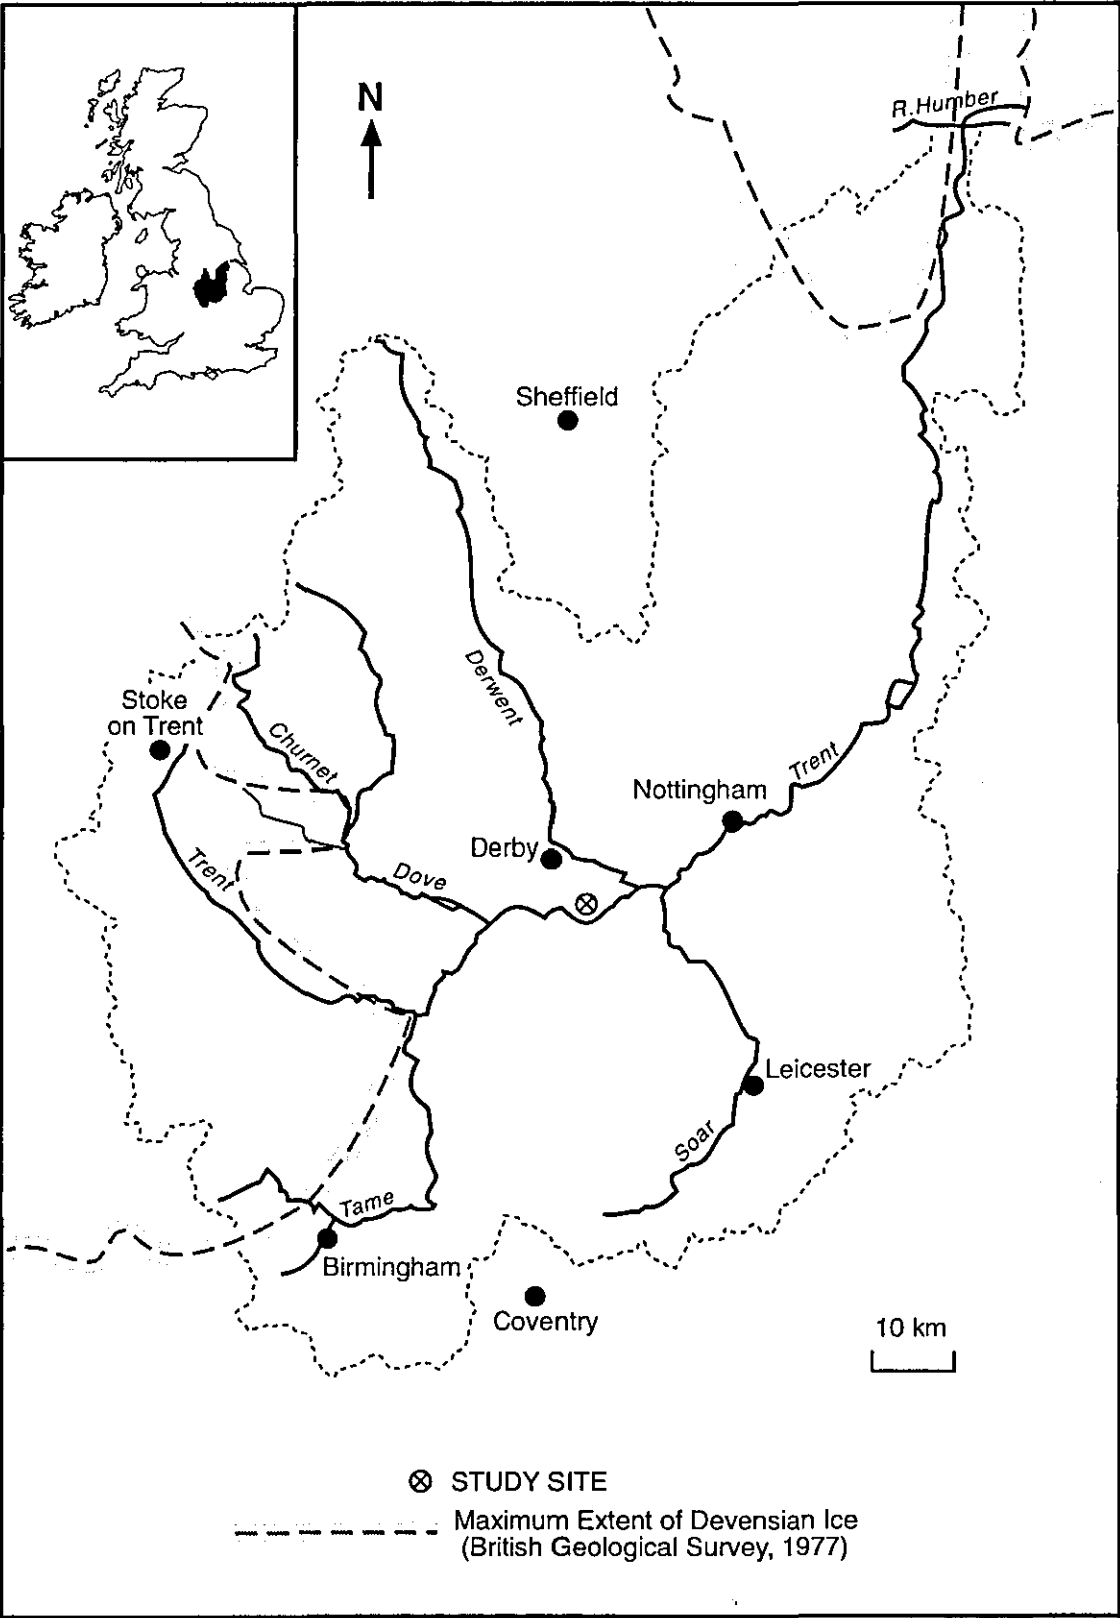 N
R.Humber
Sheffield
Derwent
Stoke
on Trent
Churnet
Trent
Nottingham
Derby
Dove
Trent
Leicester
Soar
Tame
Birmingham
Coventry
10 km
STUDY SITE
Maximum Extent of Devensian Ice
(British Geological Survey, 1977)